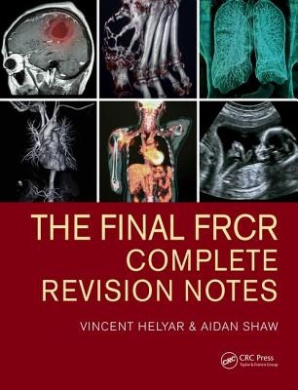 THE FINAL FRCR
COMPLETE
REVISION NOTES
VINCENT HELYAR & AIDAN SHAW
CRC Press
Taylor & Francis Group